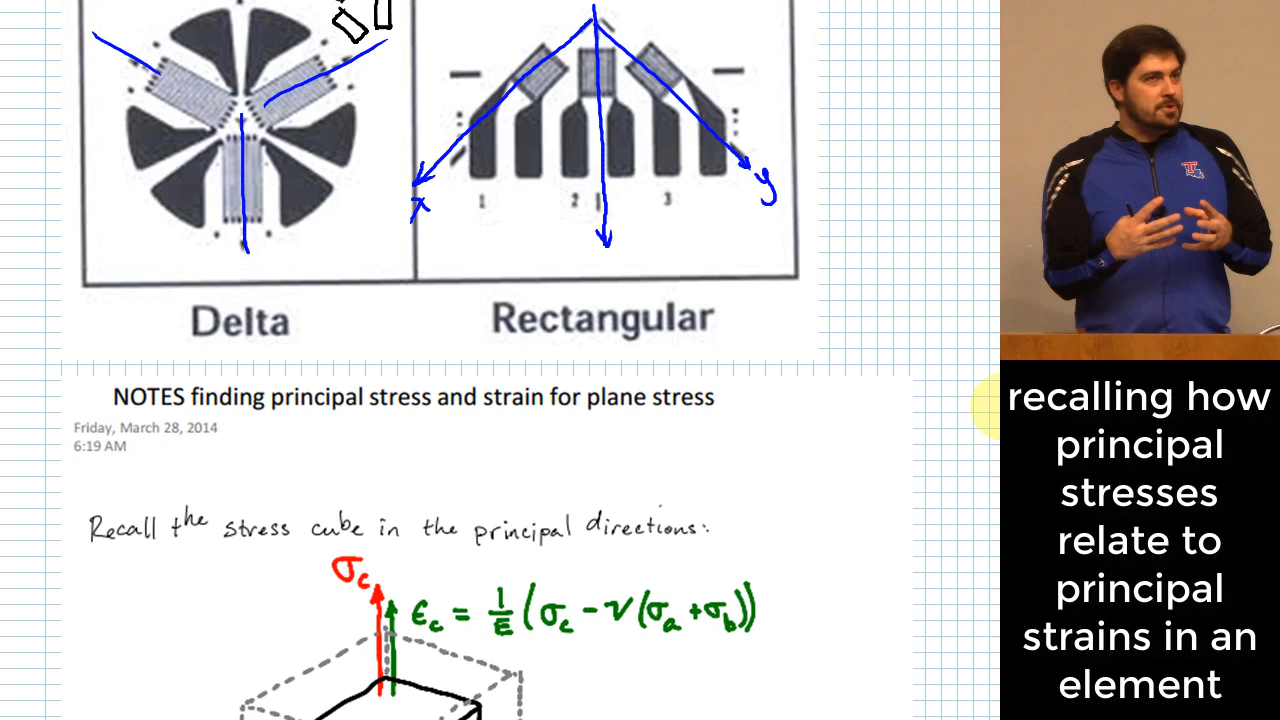 x
y
1
2
3
Delta
Rectangular
NOTES finding principal stress and strain for plane stress
Friday, March 28, 2014
6:19 AM
Recall the stress cube in the principal directions:
σc
εc = 1/E (σc - ν(σa + σb))
recalling how
principal
stresses
relate to
principal
strains in an
element